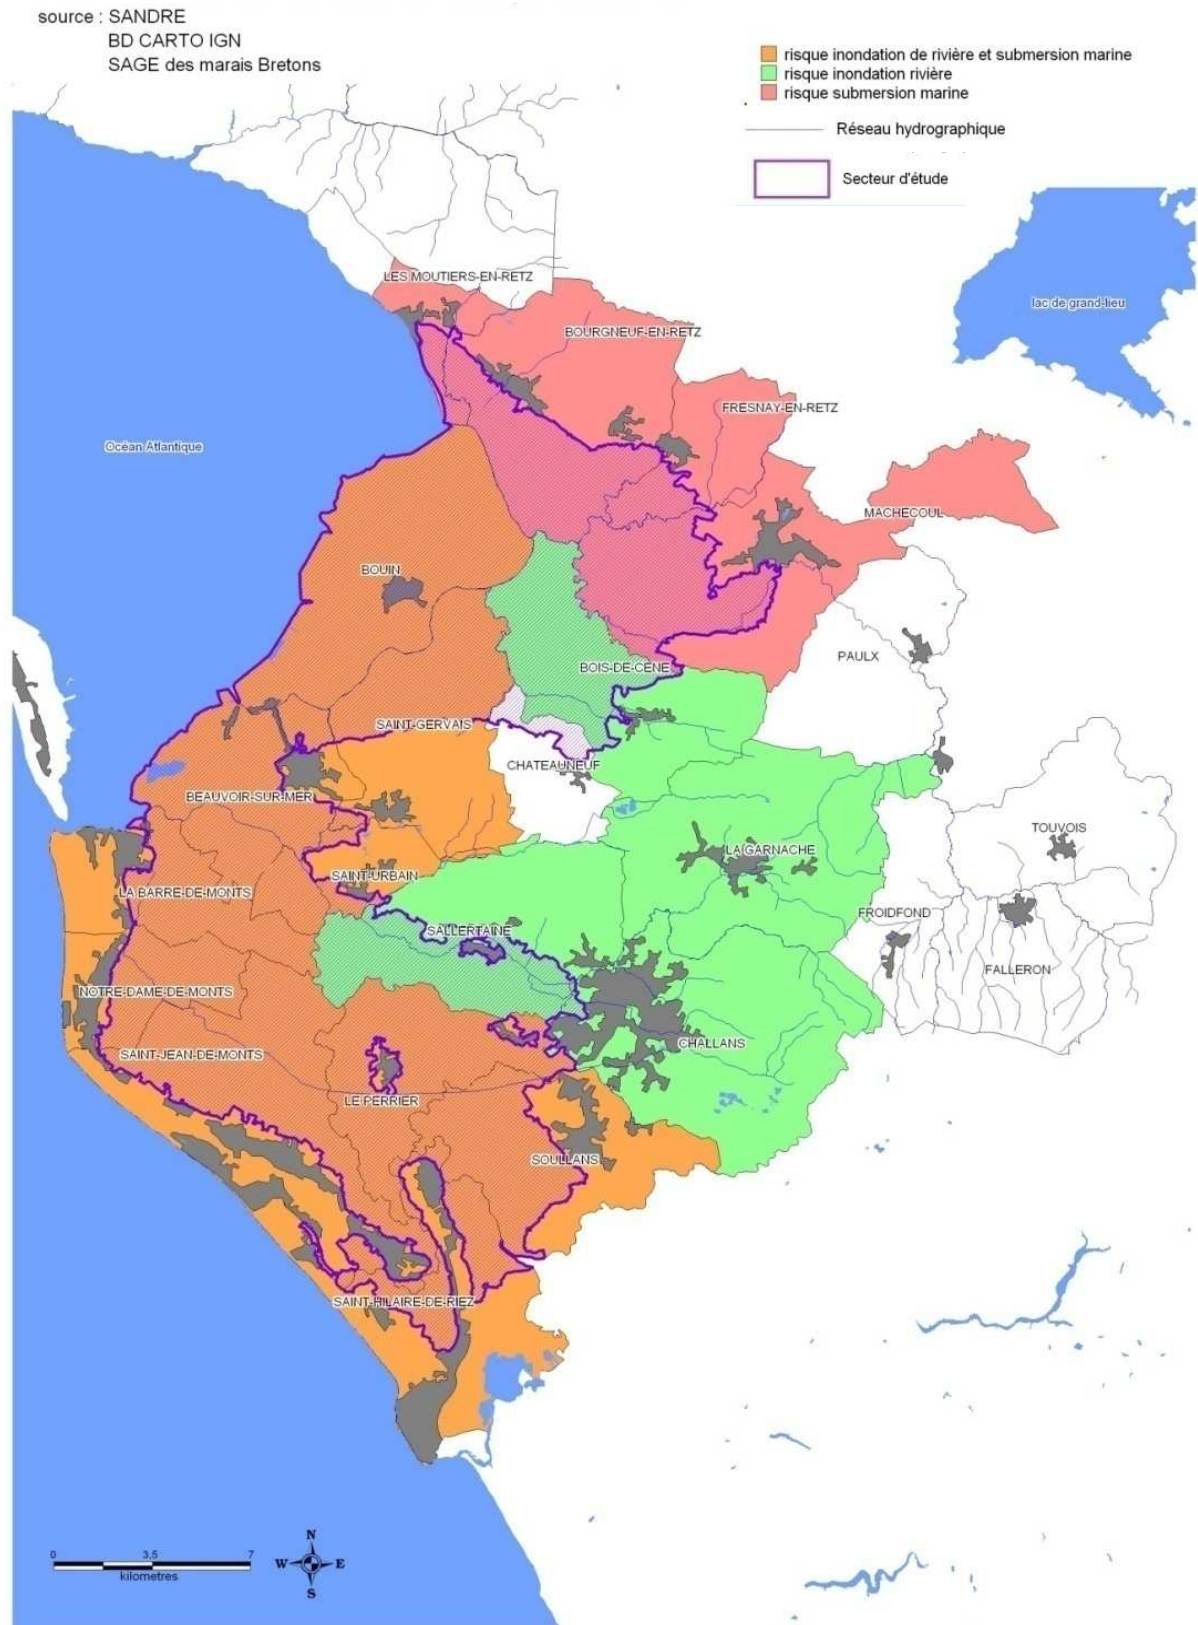 source : SANDRE
BD CARTO IGN
SAGE des marais Bretons
risque inondation de rivière et submersion marine
risque inondation rivière
risque submersion marine
Réseau hydrographique
Secteur d'étude
LES MOUTIERS-EN-RETZ
lac de grand-lieu
BOURGNEUF-EN-RETZ
FRESNAY-EN-RETZ
Océan Atlantique
MACHECOUL
BOUIN
PAULX
BOIS-DE-CENE
SAINT-GERVAIS
CHATEAUNEUF
BEAUVOIR-SUR-MER
TOUVOIS
LA GARNACHE
SAINT-URBAIN
LA BARRE-DE-MONTS
FROIDFOND
SALLERTAINE
FALLERON
NOTRE-DAME-DE-MONTS
CHALLANS
SAINT-JEAN-DE-MONTS
LE PERRIER
SOULLANS
SAINT-HILAIRE-DE-RIEZ
N
0 3,5 7
W E
kilometres
S